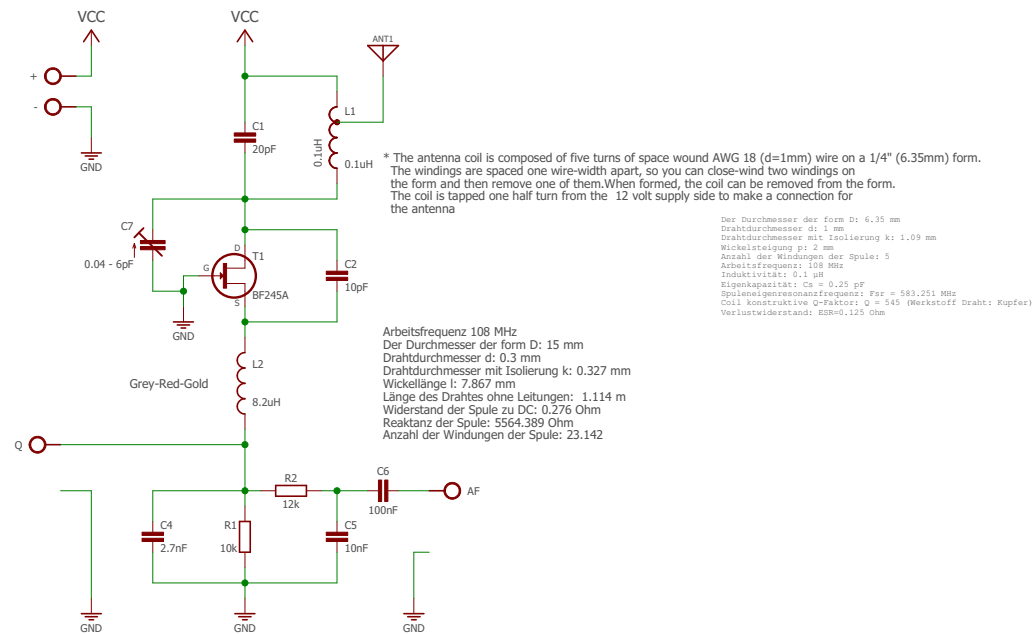 VCC
VCC
ANT1
+
-
GND
C1
20pF
L1
0.1uH
0.1uH
* The antenna coil is composed of five turns of space wound AWG 18 (d=1mm) wire on a 1/4" (6.35mm) form.
The windings are spaced one wire-width apart, so you can close-wind two windings on
the form and then remove one of them.When formed, the coil can be removed from the form.
The coil is tapped one half turn from the 12 volt supply side to make a connection for
the antenna
Der Durchmesser der form D: 6.35 mm
Drahtdurchmesser d: 1 mm
Drahtdurchmesser mit Isolierung k: 1.09 mm
Wickelsteigung p: 2 mm
Anzahl der Windungen der Spule: 5
Arbeitsfrequenz: 108 MHz
Induktivität: 0.1 µH
Eigenkapazität: Cs = 0.25 pF
Spuleneigenresonanzfrequenz: Fsr = 583.251 MHz
Coil konstruktive Q-Faktor: Q = 545 (Werkstoff Draht: Kupfer)
Verlustwiderstand: ESR=0.125 Ohm
C7
0.04 - 6pF
D
G
S
T1
BF245A
C2
10pF
GND
Arbeitsfrequenz 108 MHz
Der Durchmesser der form D: 15 mm
Drahtdurchmesser d: 0.3 mm
Drahtdurchmesser mit Isolierung k: 0.327 mm
Wickellänge l: 7.867 mm
Länge des Drahtes ohne Leitungen: 1.114 m
Widerstand der Spule zu DC: 0.276 Ohm
Reaktanz der Spule: 5564.389 Ohm
Anzahl der Windungen der Spule: 23.142
Grey-Red-Gold
L2
8.2uH
Q
R2
12k
C6
100nF
AF
C4
2.7nF
R1
10k
C5
10nF
GND
GND
GND